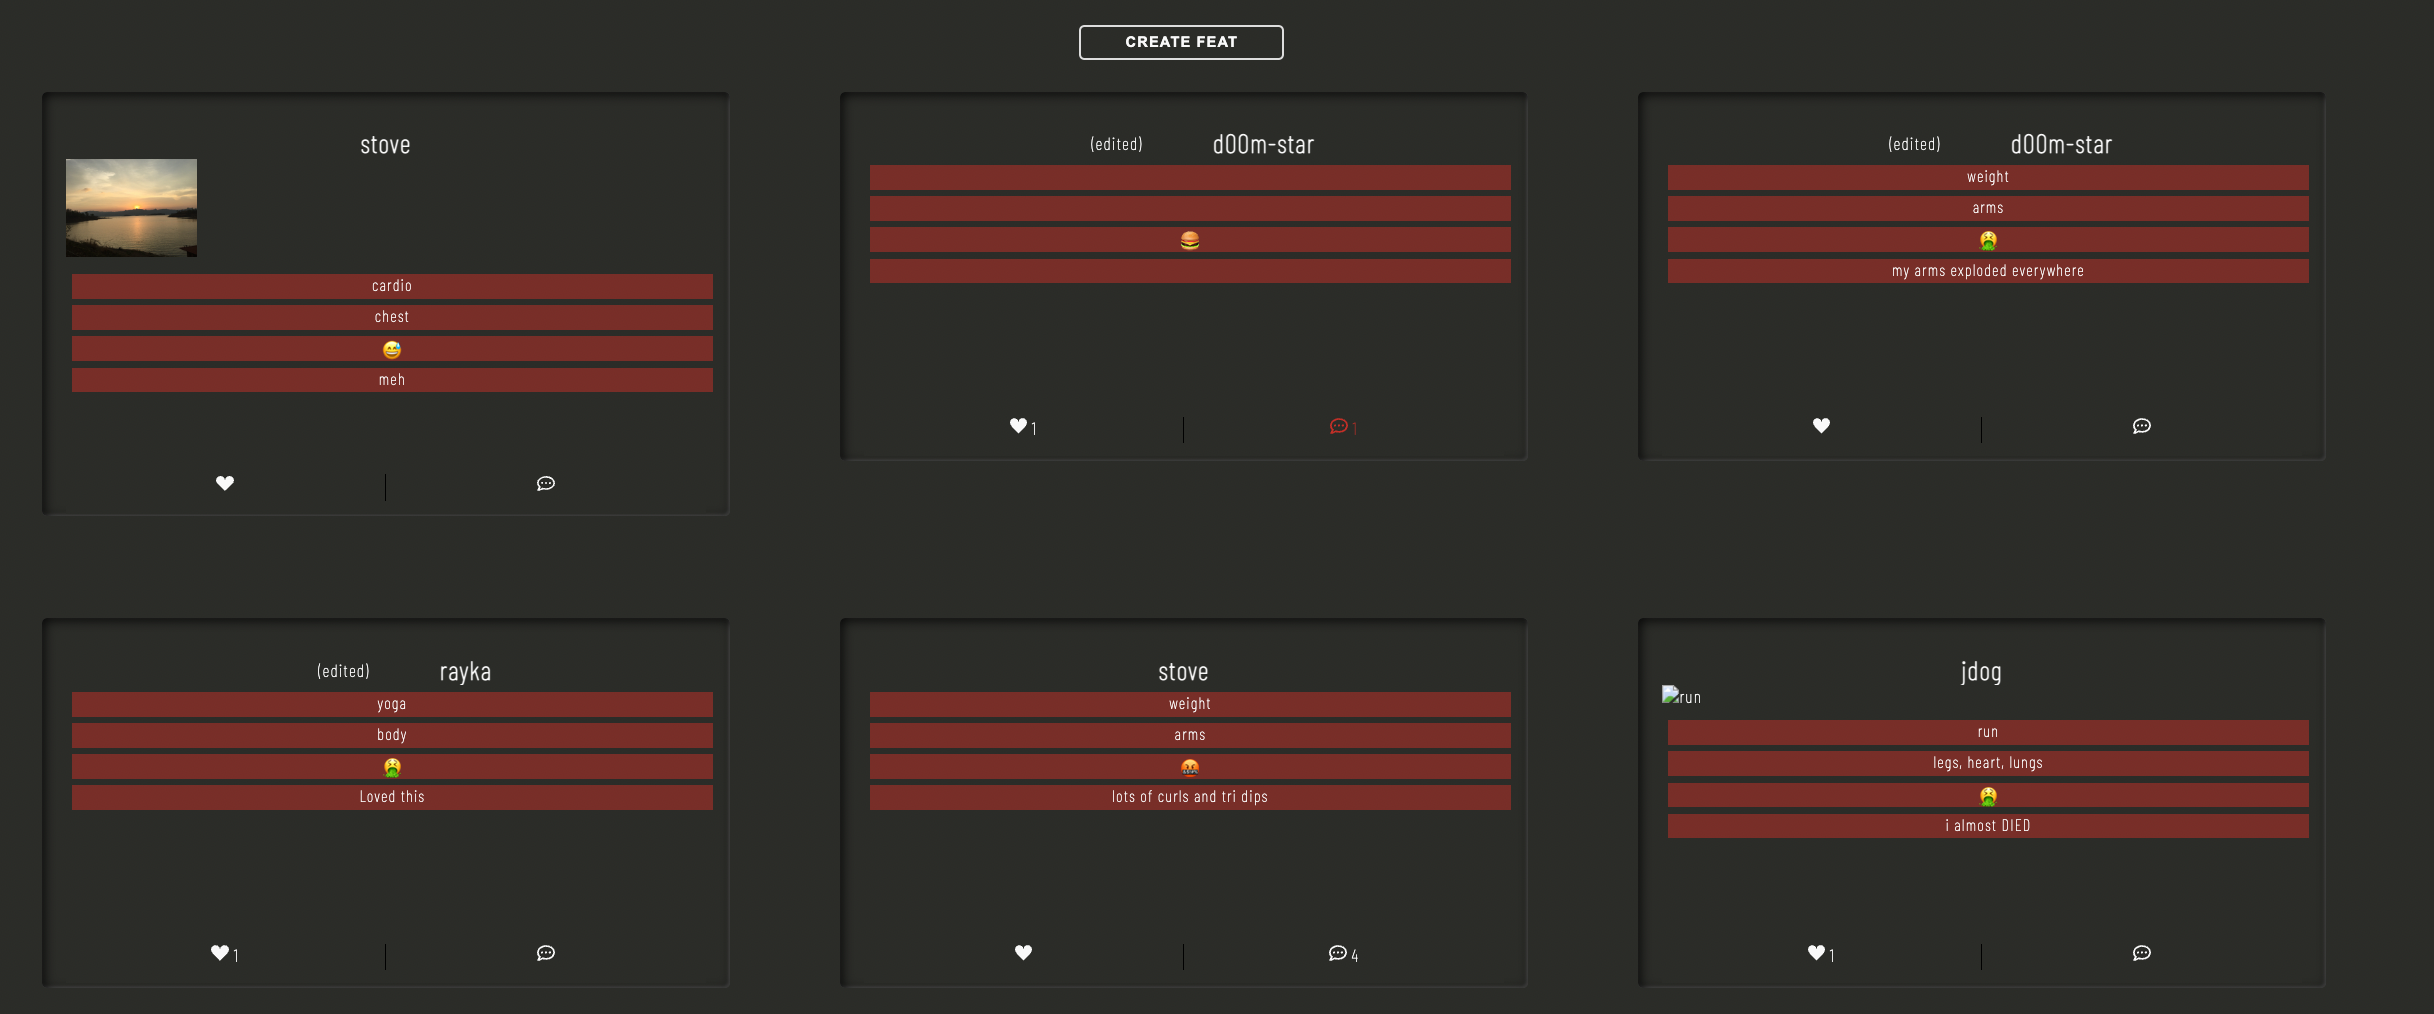 CREATE FEAT
stove
cardio
chest
😅
meh
(edited) d00m-star
🍔
1
1
(edited) d00m-star
weight
arms
🤮
my arms exploded everywhere
(edited) rayka
yoga
body
🤮
Loved this
1
stove
weight
arms
🤬
lots of curls and tri dips
4
jdog
run
run
legs, heart, lungs
🤮
i almost DIED
1